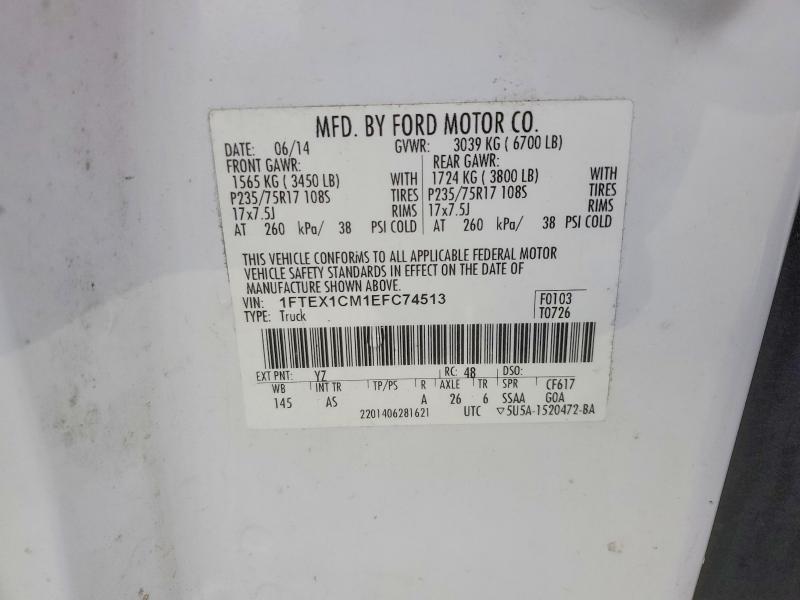 MFD. BY FORD MOTOR CO.
DATE: 06/14 GVWR: 3039 KG ( 6700 LB)
FRONT GAWR: REAR GAWR:
1565 KG ( 3450 LB) WITH 1724 KG ( 3800 LB) WITH
P235/75R17 108S TIRES P235/75R17 108S TIRES
17x7.5J RIMS 17x7.5J RIMS
AT 260 kPa/ 38 PSI COLD AT 260 kPa/ 38 PSI COLD
THIS VEHICLE CONFORMS TO ALL APPLICABLE FEDERAL MOTOR
VEHICLE SAFETY STANDARDS IN EFFECT ON THE DATE OF
MANUFACTURE SHOWN ABOVE.
VIN: 1FTEX1CM1EFC74513 F0103
TYPE: Truck T0726
EXT PNT: YZ RC: 48 DSO:
WB INT TR TP/PS R AXLE TR SPR CF617
145 AS A 26 6 SSAA GOA
2201406281621 UTC ▽5U5A-1520472-BA